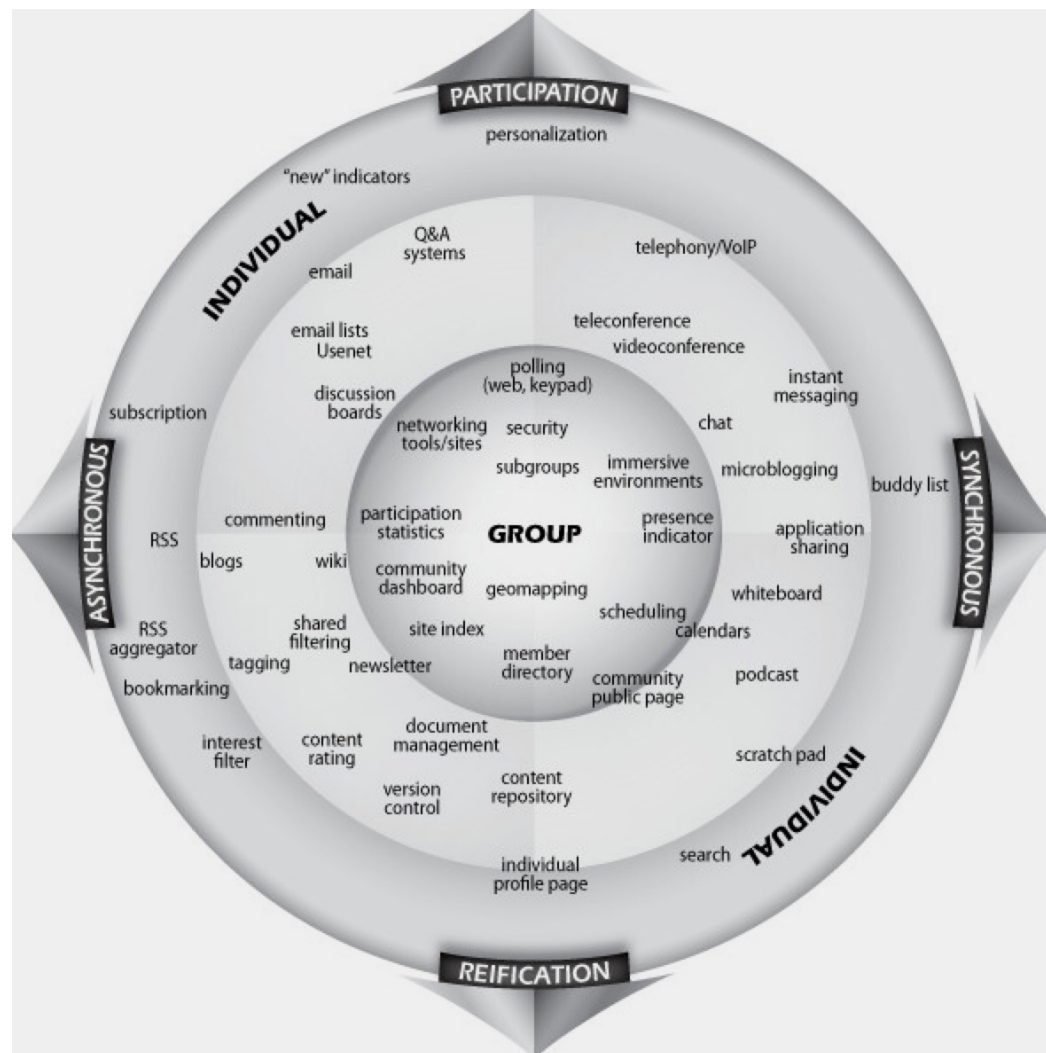 PARTICIPATION
personalization
"new" indicators
INDIVIDUAL
Q&A
systems
telephony/VoIP
email
teleconference
email lists
Usenet
videoconference
polling
(web, keypad)
instant
messaging
discussion
boards
subscription
networking
tools/sites
security
chat
subgroups
immersive
environments
microblogging
buddy list
ASYNCHRONOUS
SYNCHRONOUS
commenting
participation
statistics
GROUP
presence
indicator
application
sharing
RSS
blogs
wiki
community
dashboard
geomapping
whiteboard
scheduling
calendars
RSS
aggregator
shared
filtering
site index
tagging
newsletter
member
directory
community
public page
podcast
bookmarking
interest
filter
content
rating
document
management
scratch pad
version
control
content
repository
INDIVIDUAL
search
individual
profile page
REIFICATION